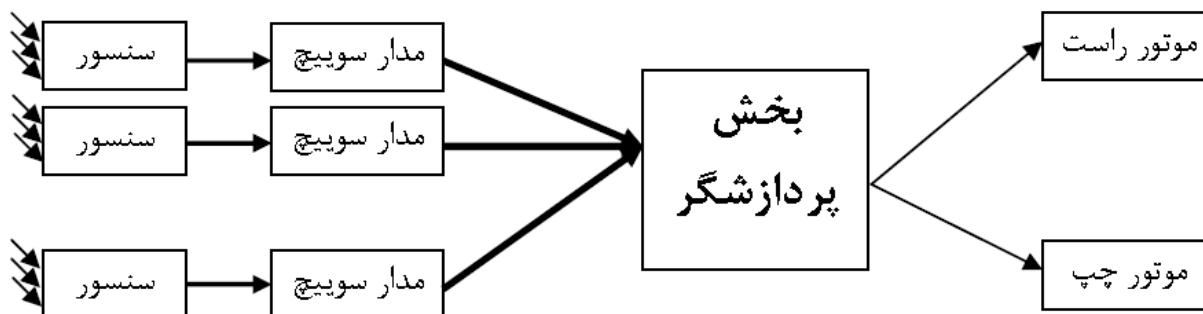 سنسور
مدار سوییچ
سنسور
مدار سوییچ
سنسور
مدار سوییچ
بخش
پردازشگر
موتور راست
موتور چپ